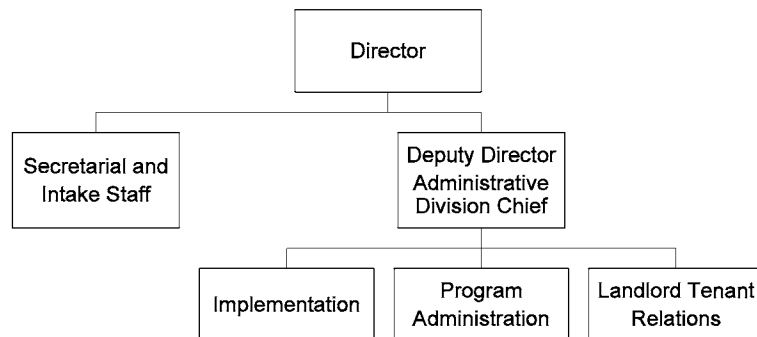 Director
Secretarial and
Intake Staff
Deputy Director
Administrative
Division Chief
Implementation
Program
Administration
Landlord Tenant
Relations